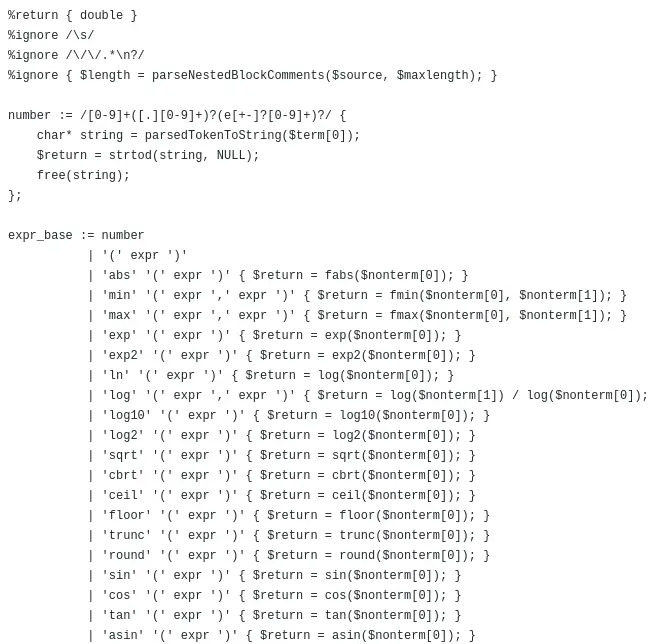 %return { double }
%ignore /\s/
%ignore /\/\/.*\n?/
%ignore { $length = parseNestedBlockComments($source, $maxlength); }

number := /[0-9]+([.][0-9]+)?(e[+-]?[0-9]+)?/ {
    char* string = parsedTokenToString($term[0]);
    $return = strtod(string, NULL);
    free(string);
};

expr_base := number
           | '(' expr ')'
           | 'abs' '(' expr ')' { $return = fabs($nonterm[0]); }
           | 'min' '(' expr ',' expr ')' { $return = fmin($nonterm[0], $nonterm[1]); }
           | 'max' '(' expr ',' expr ')' { $return = fmax($nonterm[0], $nonterm[1]); }
           | 'exp' '(' expr ')' { $return = exp($nonterm[0]); }
           | 'exp2' '(' expr ')' { $return = exp2($nonterm[0]); }
           | 'ln' '(' expr ')' { $return = log($nonterm[0]); }
           | 'log' '(' expr ',' expr ')' { $return = log($nonterm[1]) / log($nonterm[0]);
           | 'log10' '(' expr ')' { $return = log10($nonterm[0]); }
           | 'log2' '(' expr ')' { $return = log2($nonterm[0]); }
           | 'sqrt' '(' expr ')' { $return = sqrt($nonterm[0]); }
           | 'cbrt' '(' expr ')' { $return = cbrt($nonterm[0]); }
           | 'ceil' '(' expr ')' { $return = ceil($nonterm[0]); }
           | 'floor' '(' expr ')' { $return = floor($nonterm[0]); }
           | 'trunc' '(' expr ')' { $return = trunc($nonterm[0]); }
           | 'round' '(' expr ')' { $return = round($nonterm[0]); }
           | 'sin' '(' expr ')' { $return = sin($nonterm[0]); }
           | 'cos' '(' expr ')' { $return = cos($nonterm[0]); }
           | 'tan' '(' expr ')' { $return = tan($nonterm[0]); }
           | 'asin' '(' expr ')' { $return = asin($nonterm[0]); }